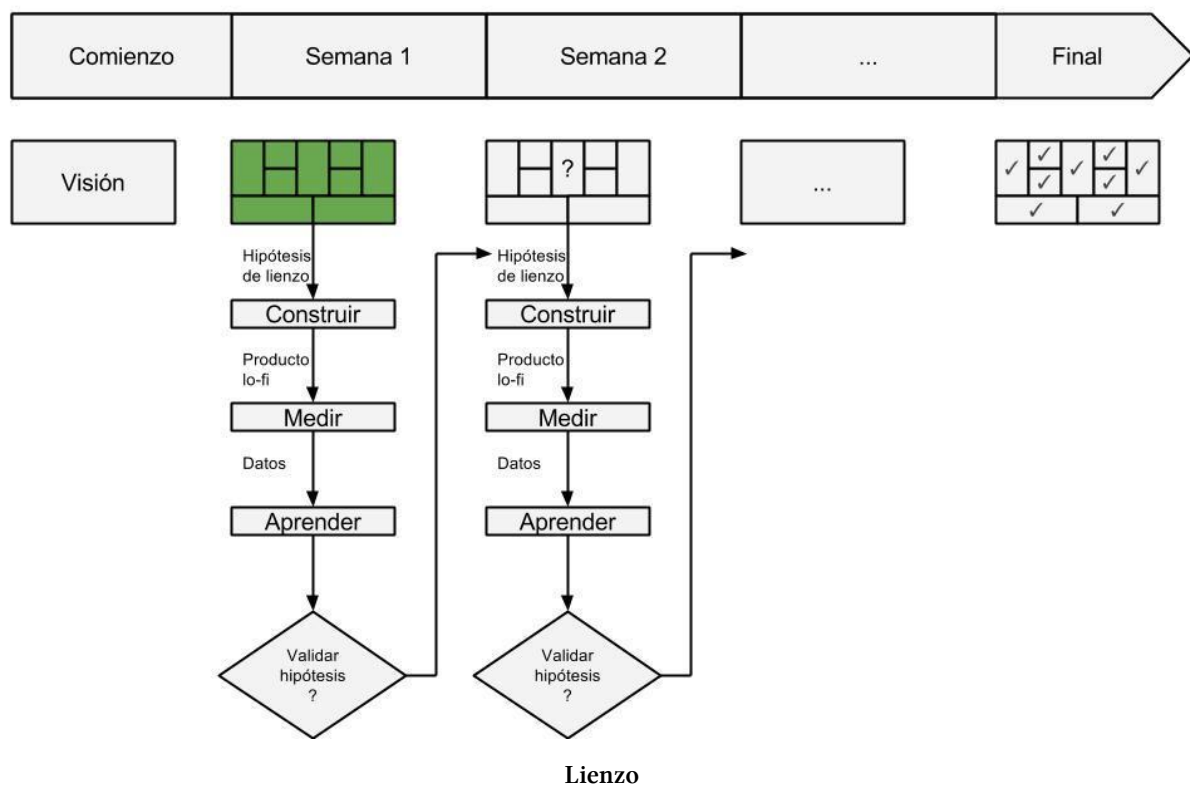 Comienzo
Semana 1
Semana 2
...
Final
Visión
?
...
✓ ✓ ✓ ✓ ✓
✓ ✓
✓ ✓
Hipótesis
de lienzo
Construir
Producto
lo-fi
Medir
Datos
Aprender
Validar
hipótesis
?
Hipótesis
de lienzo
Construir
Producto
lo-fi
Medir
Datos
Aprender
Validar
hipótesis
?
Lienzo